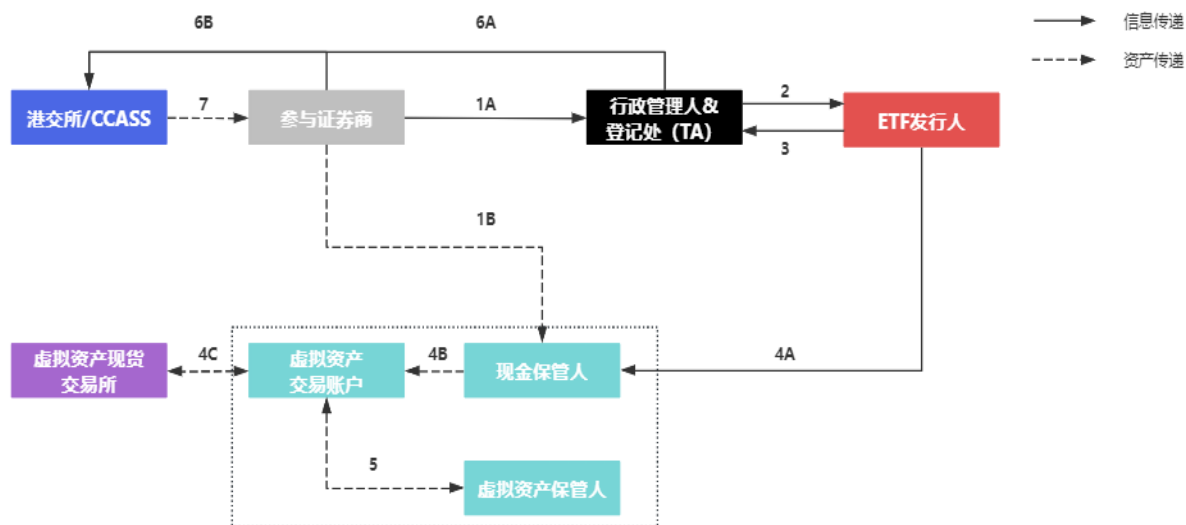 6B
6A
信息传递
资产传递
港交所/CCASS
7
参与证券商
1A
行政管理人&
登记处（TA）
2
3
ETF发行人
1B
虚拟资产现货
交易所
4C
虚拟资产
交易账户
4B
现金保管人
4A
5
虚拟资产保管人